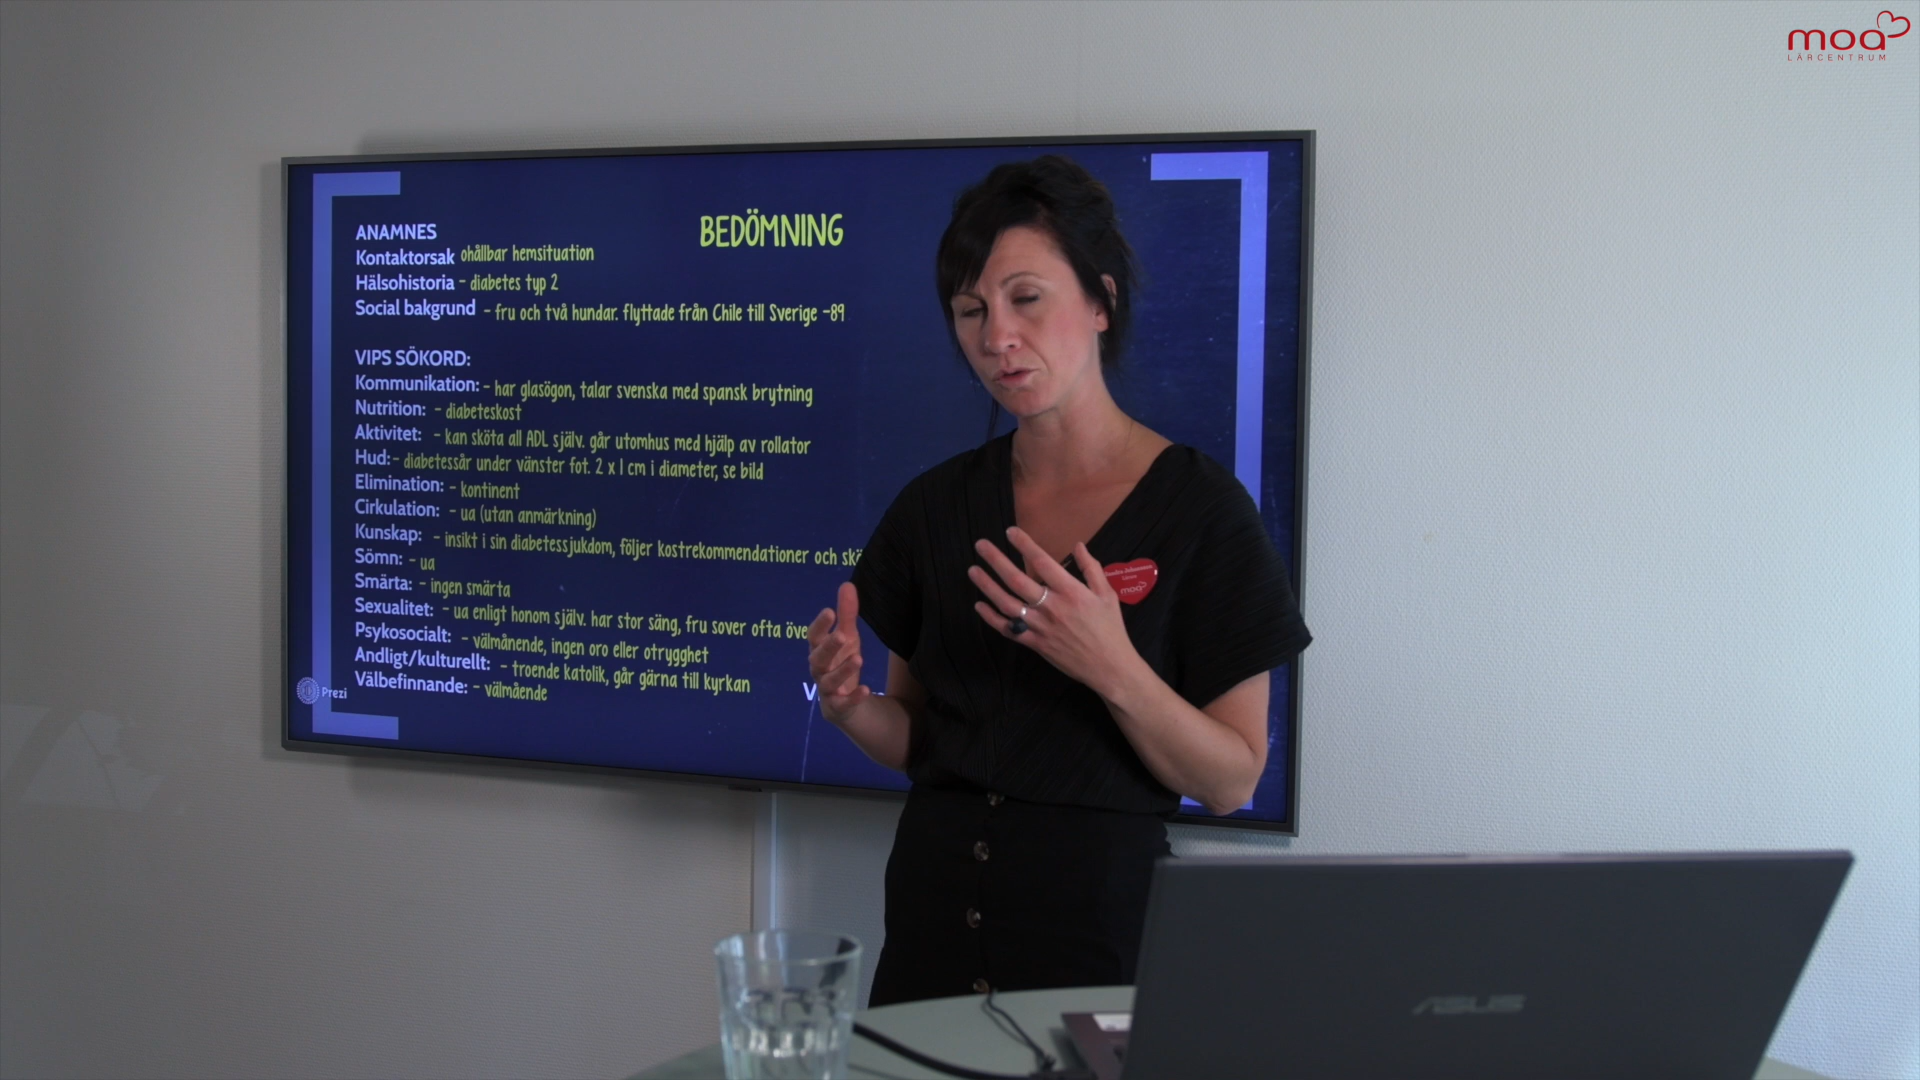 moa
LÄRCENTRUM
BEDÖMNING
ANAMNES
Kontaktorsak ohållbar hemsituation
Hälsohistoria - diabetes typ 2
Social bakgrund - fru och två hundar. flyttade från Chile till Sverige -89
VIPS SÖKORD:
Kommunikation: - har glasögon, talar svenska med spansk brytning
Nutrition: - diabeteskost
Aktivitet: - kan sköta all ADL själv. går utomhus med hjälp av rollator
Hud: - diabetessår under vänster fot. 2 x 1 cm i diameter, se bild
Elimination: - kontinent
Cirkulation: - ua (utan anmärkning)
Kunskap: - insikt i sin diabetessjukdom, följer kostrekommendationer och skö
Sömn: - ua
Smärta: - ingen smärta
Sexualitet: - ua enligt honom själv. har stor säng, fru sover ofta öve
Psykosocialt: - välmånende, ingen oro eller otrygghet
Andligt/kulturellt: - troende katolik, går gärna till kyrkan
Välbefinnande: - välmående
Prezi
moa
ASUS